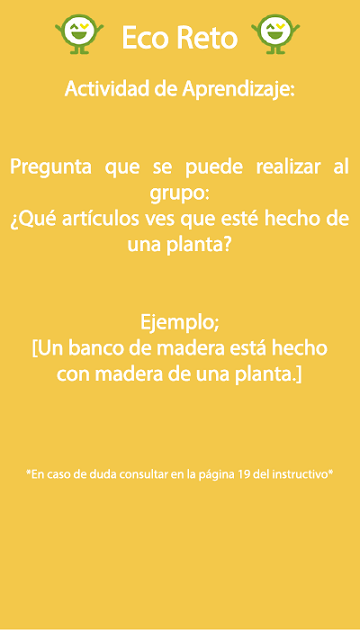 Eco Reto
Actividad de Aprendizaje:
Pregunta que se puede realizar al
grupo:
¿Qué artículos ves que esté hecho de
una planta?
Ejemplo;
[Un banco de madera está hecho
con madera de una planta.]
*En caso de duda consultar en la página 19 del instructivo*